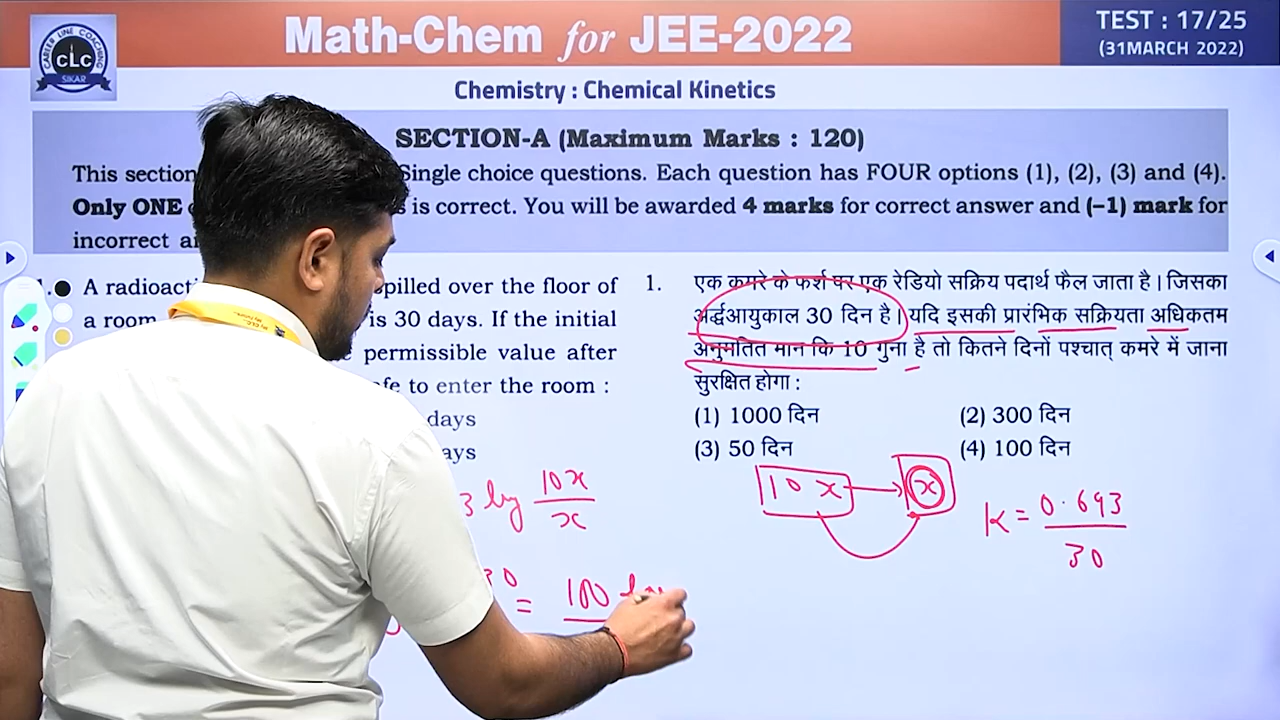 CAREER LINE COACHING
CLC
SIKAR
Math-Chem for JEE-2022
TEST : 17/25
(31MARCH 2022)
Chemistry : Chemical Kinetics
SECTION-A (Maximum Marks : 120)
This section Single choice questions. Each question has FOUR options (1), (2), (3) and (4).
Only ONE is correct. You will be awarded 4 marks for correct answer and (–1) mark for
incorrect
A spilled over the floor of
a room is 30 days. If the initial
permissible value after
to enter the room :
days
1. एक कमरे के फर्श पर एक रेडियो सक्रिय पदार्थ फैल जाता है। जिसका
अर्द्धआयुकाल 30 दिन है। यदि इसकी प्रारंभिक सक्रियता अधिकतम
अनुमतित मान कि 10 गुना है तो कितने दिनों पश्चात् कमरे में जाना
सुरक्षित होगा :
(1) 1000 दिन (2) 300 दिन
(3) 50 दिन (4) 100 दिन
3 log 10x/x
10 x x
K = 0.693/30
30 = 100